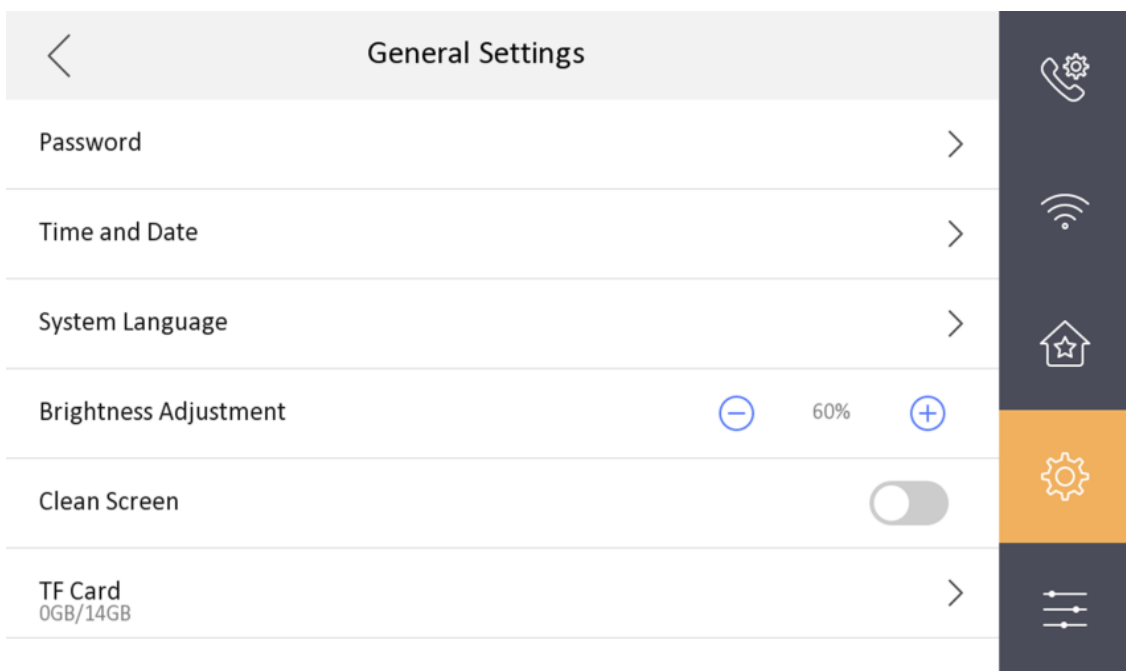 General Settings
Password
Time and Date
System Language
Brightness Adjustment 60%
Clean Screen
TF Card
0GB/14GB